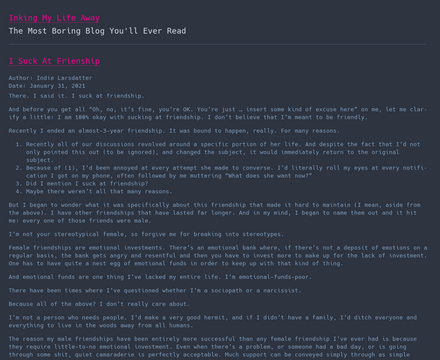 Inking My Life Away
The Most Boring Blog You'll Ever Read
I Suck At Frienship
Author: Indie Larsdatter
Date: January 31, 2021
There. I said it. I suck at friendship.
And before you get all “Oh, no, it’s fine, you’re OK. You’re just … insert some kind of excuse here” on me, let me clar-
ify a little: I am 100% okay with sucking at friendship. I don’t believe that I’m meant to be friendly.
Recently I ended an almost-3-year friendship. It was bound to happen, really. For many reasons.
1. Recently all of our discussions revolved around a specific portion of her life. And despite the fact that I’d not
only pointed this out (to be ignored), and changed the subject, it would immediately return to the original
subject.
2. Because of (1), I’d been annoyed at every attempt she made to converse. I’d literally roll my eyes at every notifi-
cation I got on my phone, often followed by me muttering “What does she want now?”
3. Did I mention I suck at friendship?
4. Maybe there weren’t all that many reasons.
But I began to wonder what it was specifically about this friendship that made it hard to maintain (I mean, aside from
the above). I have other friendships that have lasted far longer. And in my mind, I began to name them out and it hit
me: every one of those friends were male.
I’m not your stereotypical female, so forgive me for breaking into stereotypes.
Female friendships are emotional investments. There’s an emotional bank where, if there’s not a deposit of emotions on a
regular basis, the bank gets angry and resentful and then you have to invest more to make up for the lack of investment.
One has to have quite a nest egg of emotional funds in order to keep up with that kind of thing.
And emotional funds are one thing I’ve lacked my entire life. I’m emotional-funds-poor.
There have been times where I’ve questioned whether I’m a sociopath or a narcissist.
Because all of the above? I don’t really care about.
I’m not a person who needs people. I’d make a very good hermit, and if I didn’t have a family, I’d ditch everyone and
everything to live in the woods away from all humans.
The reason my male friendships have been entirely more successful than any female friendship I’ve ever had is because
they require little-to-no emotional investment. Even when there’s a problem, or someone had a bad day, or is going
through some shit, quiet camaraderie is perfectly acceptable. Much support can be conveyed simply through as simple